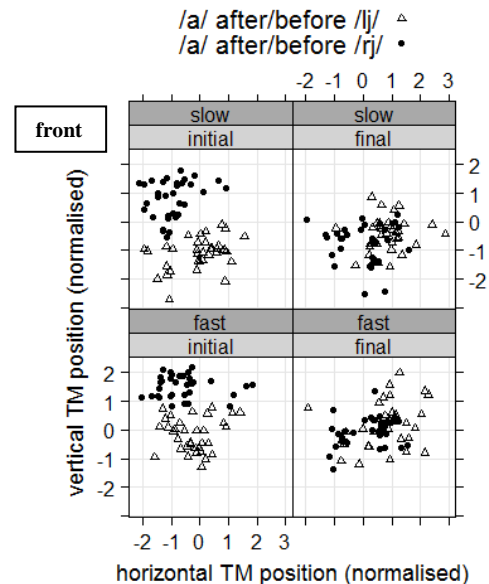 /a/ after/before /lj/ △
/a/ after/before /rj/ ●
-2 -1 0 1 2 3
front
slow slow
initial final
2
1
0
-1
-2
fast fast
initial final
2
1
0
-1
-2
-2 -1 0 1 2 3
vertical TM position (normalised)
horizontal TM position (normalised)